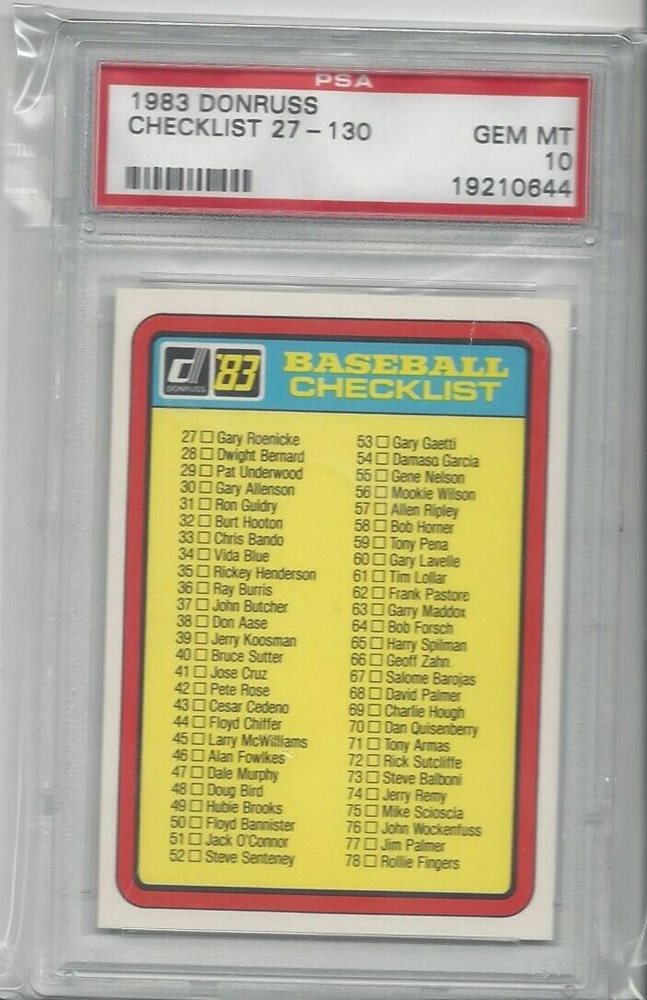 PSA
1983 DONRUSS
CHECKLIST 27-130
GEM MT
10
19210644
d
DONRUSS
'83
BASEBALL
CHECKLIST
27 Gary Roenicke
28 Dwight Bernard
29 Pat Underwood
30 Gary Allenson
31 Ron Guidry
32 Burt Hooton
33 Chris Bando
34 Vida Blue
35 Rickey Henderson
36 Ray Burris
37 John Butcher
38 Don Aase
39 Jerry Koosman
40 Bruce Sutter
41 Jose Cruz
42 Pete Rose
43 Cesar Cedeno
44 Floyd Chiffer
45 Larry McWilliams
46 Alan Fowlkes
47 Dale Murphy
48 Doug Bird
49 Hubie Brooks
50 Floyd Bannister
51 Jack O'Connor
52 Steve Senteney
53 Gary Gaetti
54 Damaso Garcia
55 Gene Nelson
56 Mookie Wilson
57 Allen Ripley
58 Bob Horner
59 Tony Pena
60 Gary Lavelle
61 Tim Lollar
62 Frank Pastore
63 Garry Maddox
64 Bob Forsch
65 Harry Spilman
66 Geoff Zahn
67 Salome Barojas
68 David Palmer
69 Charlie Hough
70 Dan Quisenberry
71 Tony Armas
72 Rick Sutcliffe
73 Steve Balboni
74 Jerry Remy
75 Mike Scioscia
76 John Wockenfuss
77 Jim Palmer
78 Rollie Fingers